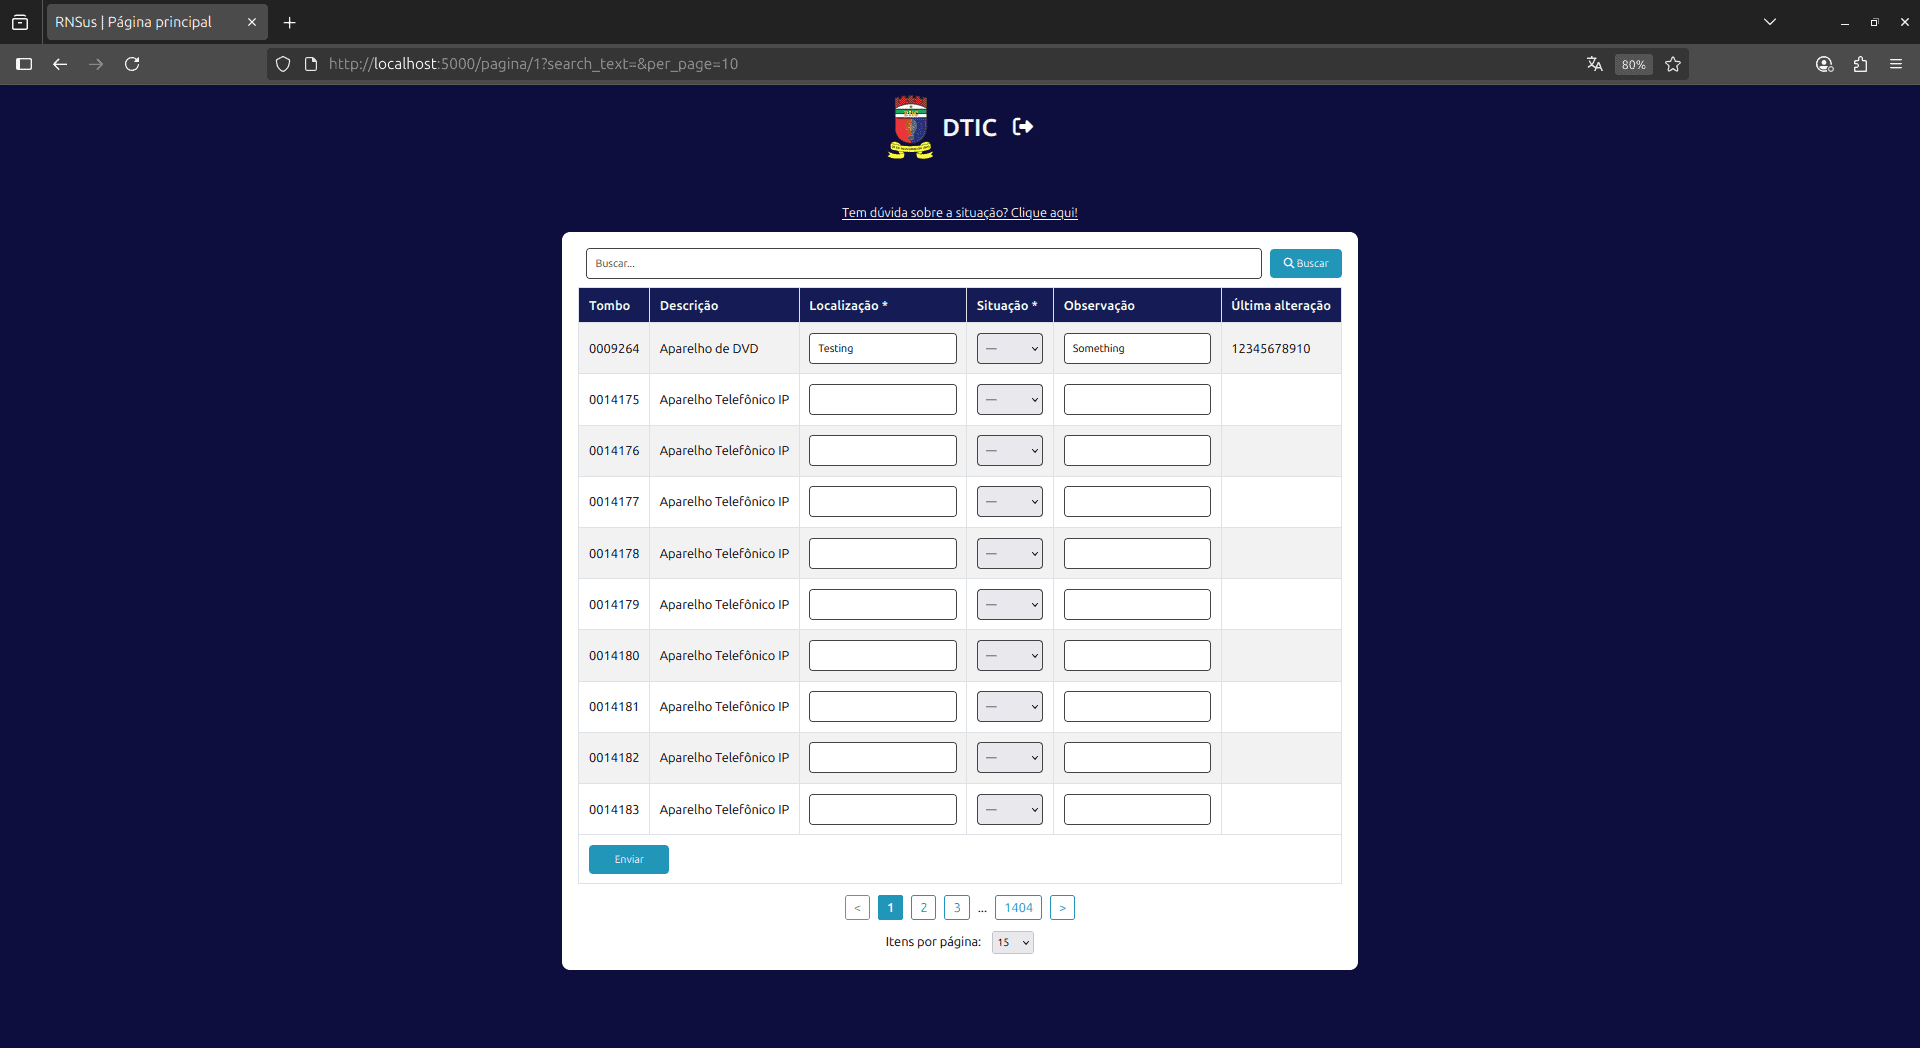 RNSus | Página principal
http://localhost:5000/pagina/1?search_text=&per_page=10
80%
DTIC
Tem dúvida sobre a situação? Clique aqui!
Buscar...
Buscar
Tombo Descrição Localização * Situação * Observação Última alteração
0009264 Aparelho de DVD Testing — Something 12345678910
0014175 Aparelho Telefônico IP —
0014176 Aparelho Telefônico IP —
0014177 Aparelho Telefônico IP —
0014178 Aparelho Telefônico IP —
0014179 Aparelho Telefônico IP —
0014180 Aparelho Telefônico IP —
0014181 Aparelho Telefônico IP —
0014182 Aparelho Telefônico IP —
0014183 Aparelho Telefônico IP —
Enviar
< 1 2 3 ... 1404 >
Itens por página: 15